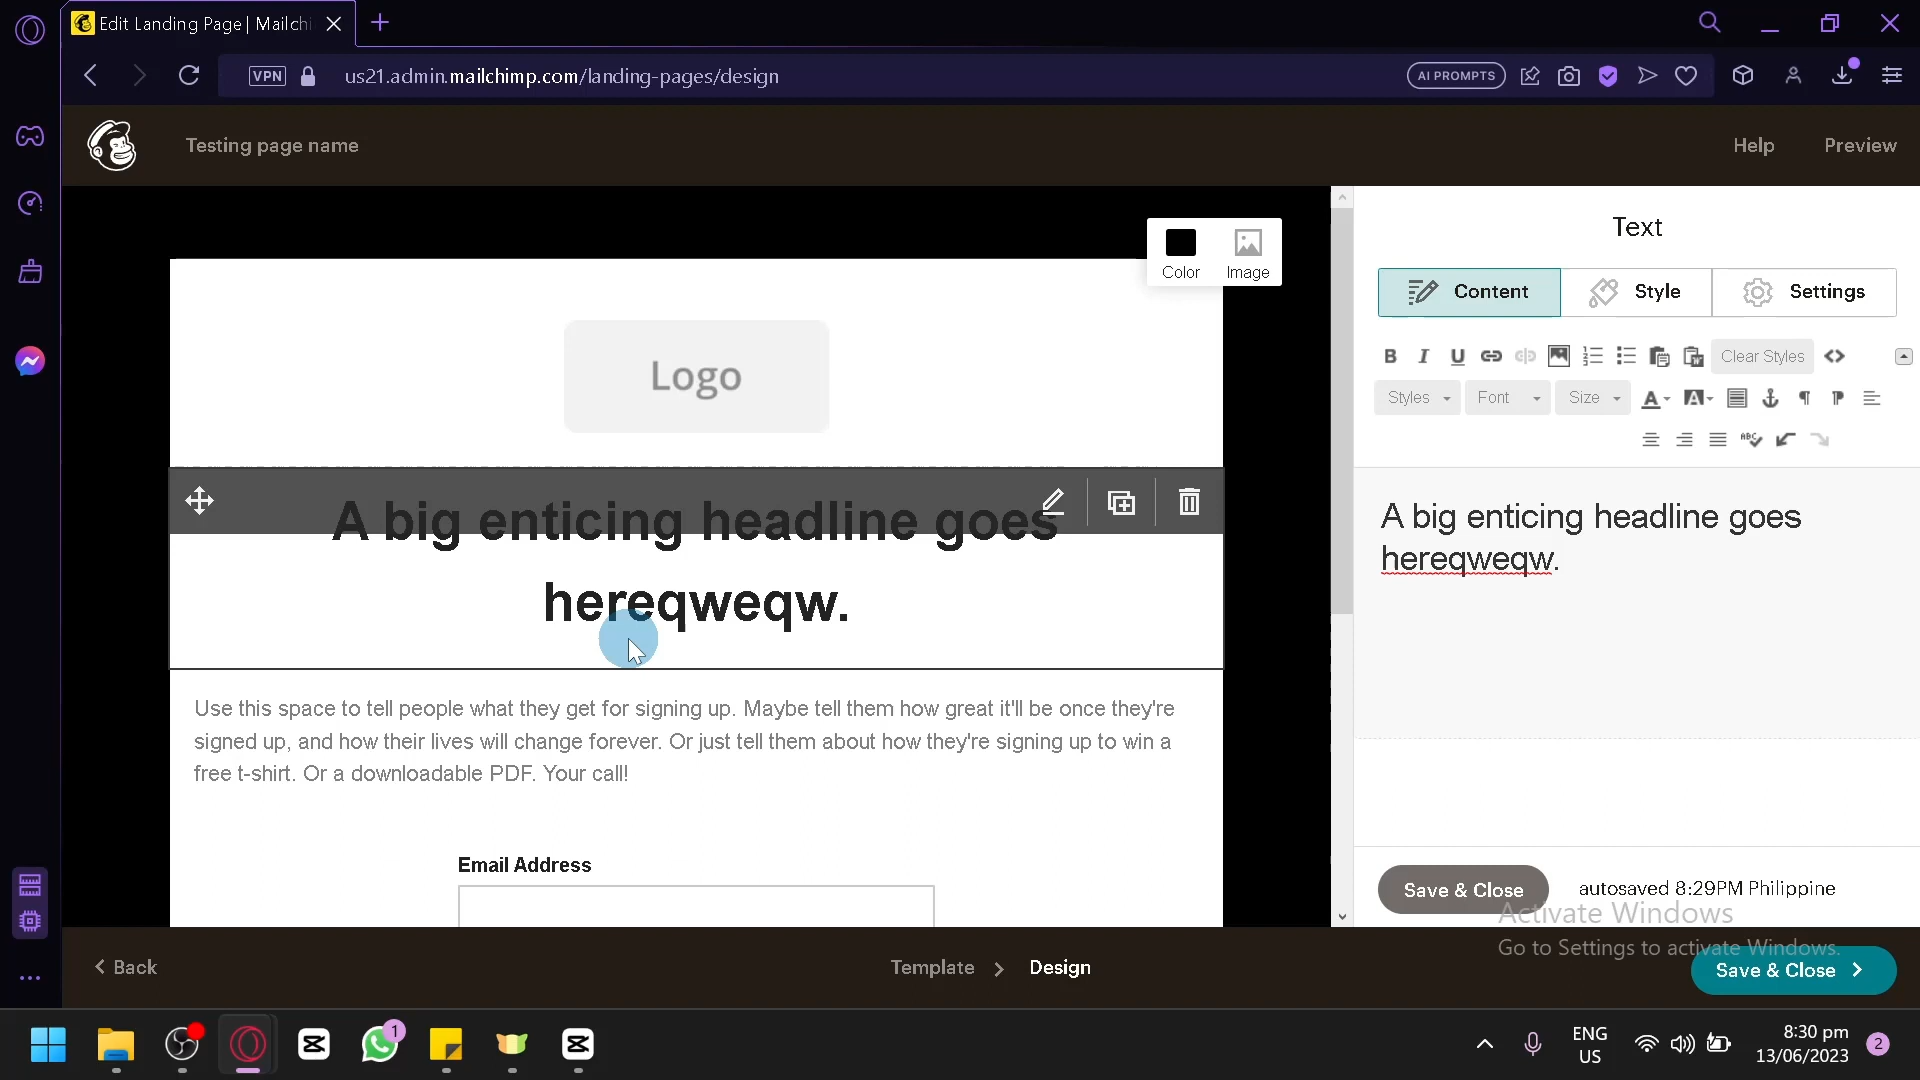 Edit Landing Page | Mailchi
VPN
us21.admin.mailchimp.com/landing-pages/design
AI PROMPTS
Testing page name
Help
Preview
Color
Image
Logo
A big enticing headline goes
hereqweqw.
Use this space to tell people what they get for signing up. Maybe tell them how great it'll be once they're
signed up, and how their lives will change forever. Or just tell them about how they're signing up to win a
free t-shirt. Or a downloadable PDF. Your call!
Email Address
Text
Content
Style
Settings
B I U
Clear Styles
Styles
Font
Size
A
A
ABC
A big enticing headline goes
hereqweqw.
Save & Close
autosaved 8:29PM Philippine
Activate Windows
Go to Settings to activate Windows.
Back
Template
Design
Save & Close
1
ENG
US
8:30 pm
13/06/2023
2